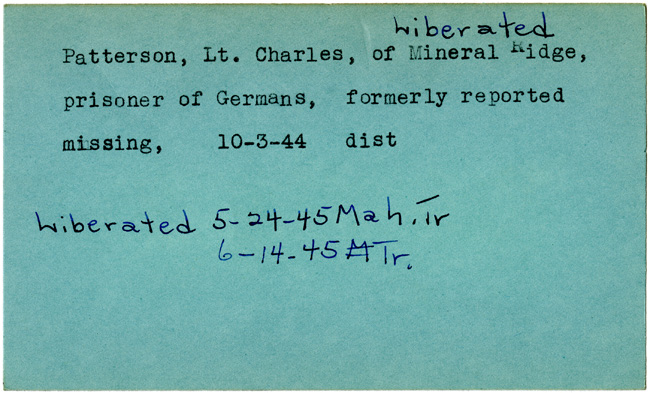 Liberated
Patterson, Lt. Charles, of Mineral Ridge,
prisoner of Germans, formerly reported
missing, 10-3-44 dist
Liberated 5-24-45 Mah. Tr
6-14-45 MTr.